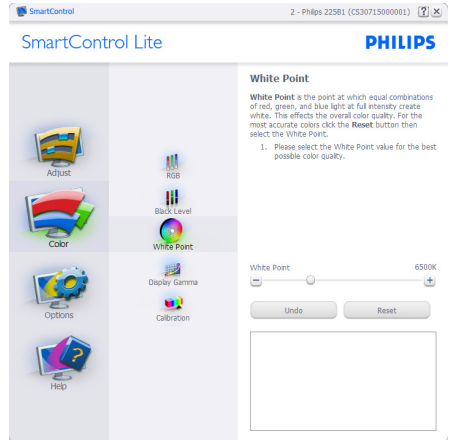 SmartControl
2 - Philips 225B1 (CS30715000001)
? ×
SmartControl Lite
PHILIPS
Adjust
Color
Options
Help
RGB
Black Level
White Point
Display Gamma
Calibration
White Point
White Point is the point at which equal combinations
of red, green, and blue light at full intensity create
white. This effects the overall color quality. For the
most accurate colors click the Reset button then
select the White Point.
1. Please select the White Point value for the best
possible color quality.
White Point 6500K
Undo Reset